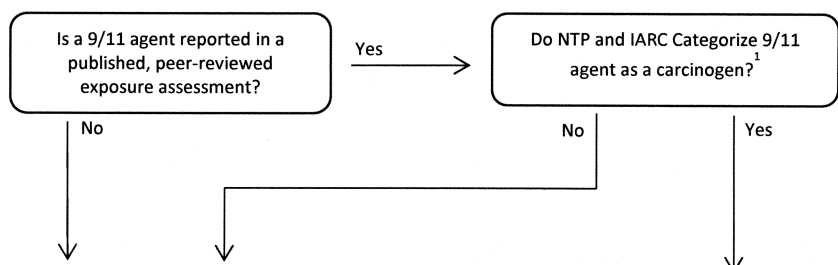 Is a 9/11 agent reported in a
published, peer-reviewed
exposure assessment?
Yes
Do NTP and IARC Categorize 9/11
agent as a carcinogen?1
No
No
Yes